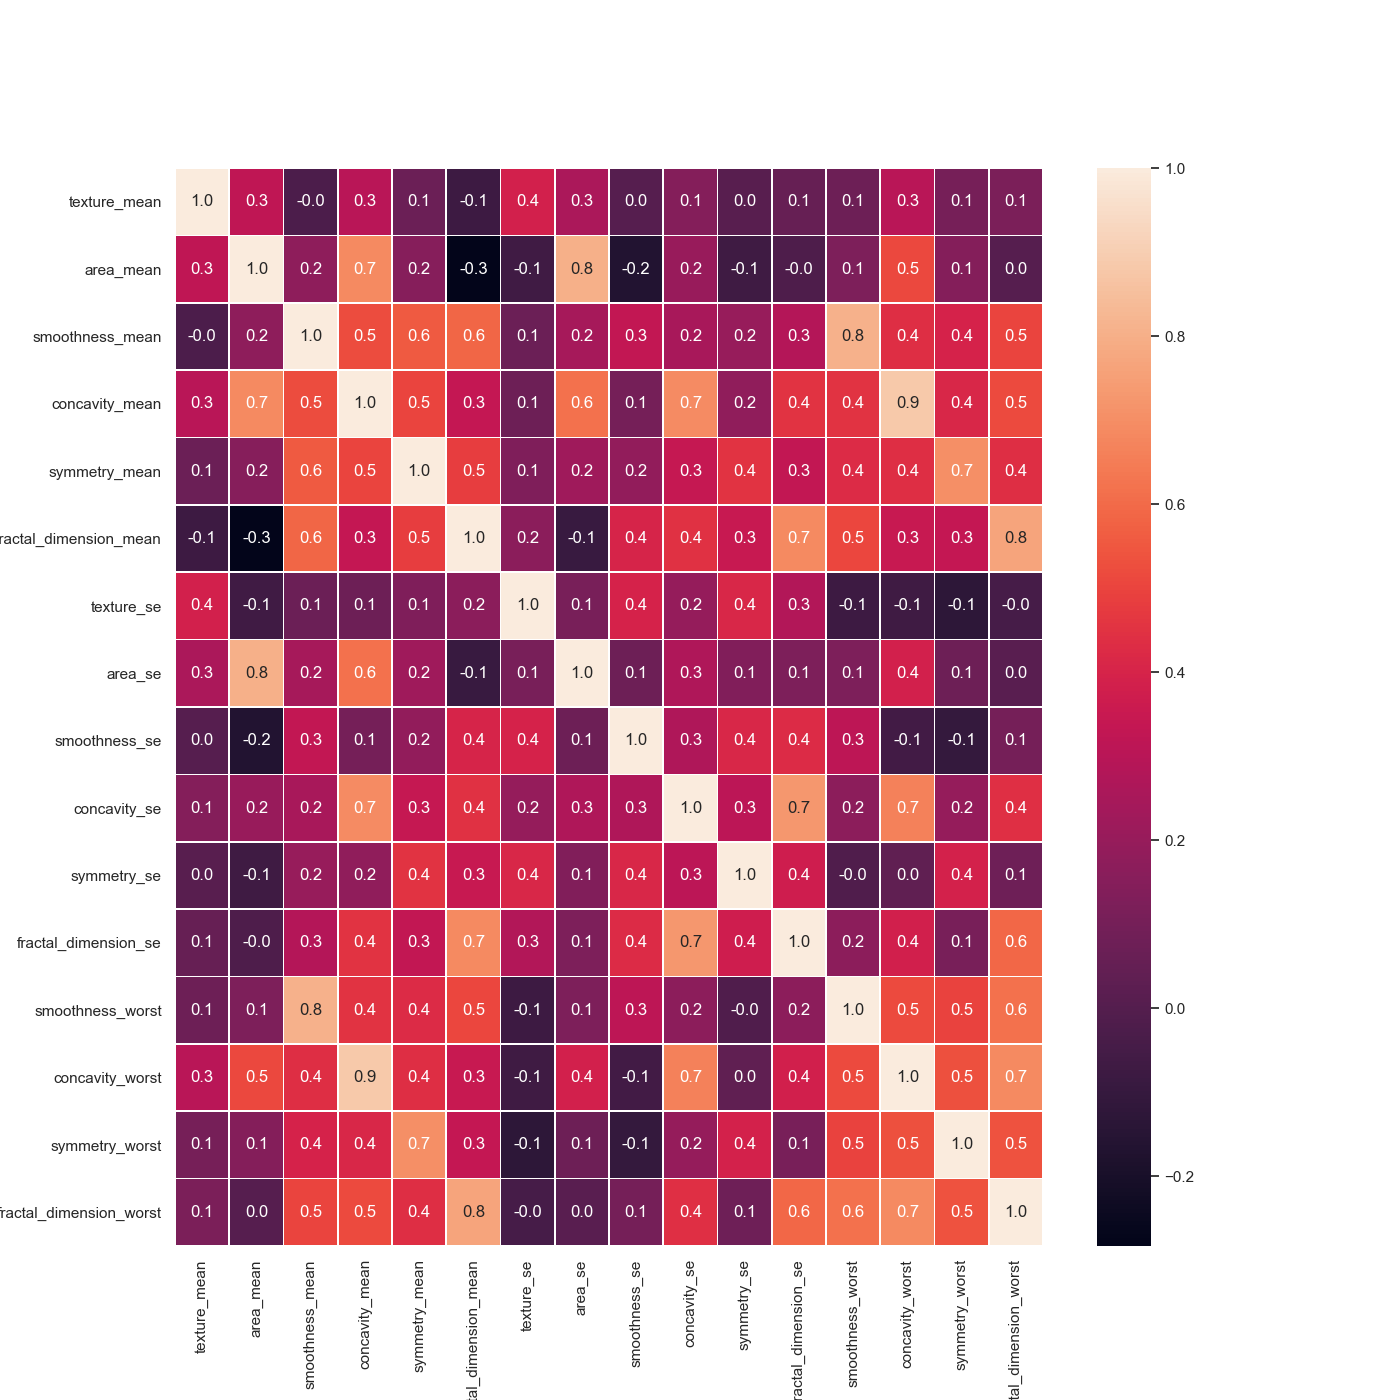 texture_mean 1.0 0.3 -0.0 0.3 0.1 -0.1 0.4 0.3 0.0 0.1 0.0 0.1 0.1 0.3 0.1 0.1
area_mean 0.3 1.0 0.2 0.7 0.2 -0.3 -0.1 0.8 -0.2 0.2 -0.1 -0.0 0.1 0.5 0.1 0.0
smoothness_mean -0.0 0.2 1.0 0.5 0.6 0.6 0.1 0.2 0.3 0.2 0.2 0.3 0.8 0.4 0.4 0.5
concavity_mean 0.3 0.7 0.5 1.0 0.5 0.3 0.1 0.6 0.1 0.7 0.2 0.4 0.4 0.9 0.4 0.5
symmetry_mean 0.1 0.2 0.6 0.5 1.0 0.5 0.1 0.2 0.2 0.3 0.4 0.3 0.4 0.4 0.7 0.4
ractal_dimension_mean -0.1 -0.3 0.6 0.3 0.5 1.0 0.2 -0.1 0.4 0.4 0.3 0.7 0.5 0.3 0.3 0.8
texture_se 0.4 -0.1 0.1 0.1 0.1 0.2 1.0 0.1 0.4 0.2 0.4 0.3 -0.1 -0.1 -0.1 -0.0
area_se 0.3 0.8 0.2 0.6 0.2 -0.1 0.1 1.0 0.1 0.3 0.1 0.1 0.1 0.4 0.1 0.0
smoothness_se 0.0 -0.2 0.3 0.1 0.2 0.4 0.4 0.1 1.0 0.3 0.4 0.4 0.3 -0.1 -0.1 0.1
concavity_se 0.1 0.2 0.2 0.7 0.3 0.4 0.2 0.3 0.3 1.0 0.3 0.7 0.2 0.7 0.2 0.4
symmetry_se 0.0 -0.1 0.2 0.2 0.4 0.3 0.4 0.1 0.4 0.3 1.0 0.4 -0.0 0.0 0.4 0.1
fractal_dimension_se 0.1 -0.0 0.3 0.4 0.3 0.7 0.3 0.1 0.4 0.7 0.4 1.0 0.2 0.4 0.1 0.6
smoothness_worst 0.1 0.1 0.8 0.4 0.4 0.5 -0.1 0.1 0.3 0.2 -0.0 0.2 1.0 0.5 0.5 0.6
concavity_worst 0.3 0.5 0.4 0.9 0.4 0.3 -0.1 0.4 -0.1 0.7 0.0 0.4 0.5 1.0 0.5 0.7
symmetry_worst 0.1 0.1 0.4 0.4 0.7 0.3 -0.1 0.1 -0.1 0.2 0.4 0.1 0.5 0.5 1.0 0.5
ractal_dimension_worst 0.1 0.0 0.5 0.5 0.4 0.8 -0.0 0.0 0.1 0.4 0.1 0.6 0.6 0.7 0.5 1.0
texture_mean
area_mean
smoothness_mean
concavity_mean
symmetry_mean
tal_dimension_mean
texture_se
area_se
smoothness_se
concavity_se
symmetry_se
ractal_dimension_se
smoothness_worst
concavity_worst
symmetry_worst
tal_dimension_worst
1.0
0.8
0.6
0.4
0.2
0.0
−0.2